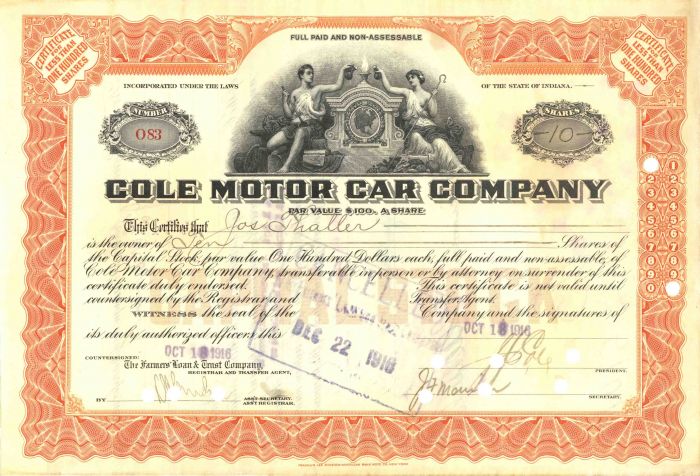 FULL PAID AND NON-ASSESSABLE
CERTIFICATE FOR LESS THAN ONE HUNDRED SHARES
CERTIFICATE FOR LESS THAN ONE HUNDRED SHARES
INCORPORATED UNDER THE LAWS OF THE STATE OF INDIANA.
NUMBER
083
SHARES
-10-
COLE MOTOR CAR COMPANY
PAR VALUE $100. A SHARE
This Certifies that Jos Thaller
is the owner of Ten Shares of
the Capital Stock, par value One Hundred Dollars each, full paid and non-assessable, of
Cole Motor Car Company, transferable in person or by attorney on surrender of this
certificate duly endorsed. This certificate is not valid until
countersigned by the Registrar and Transfer Agent.
WITNESS the seal of the Company and the signatures of
its duly authorized officers this OCT 18 1916
CANCELLED
DEC 22 1916
OCT 18 1916
COUNTERSIGNED:
The Farmers' Loan & Trust Company,
REGISTRAR AND TRANSFER AGENT,
Cole
PRESIDENT.
BY
ASST. SECRETARY.
ASST. REGISTRAR.
SECRETARY.
1
2
3
4
5
6
7
8
9
0